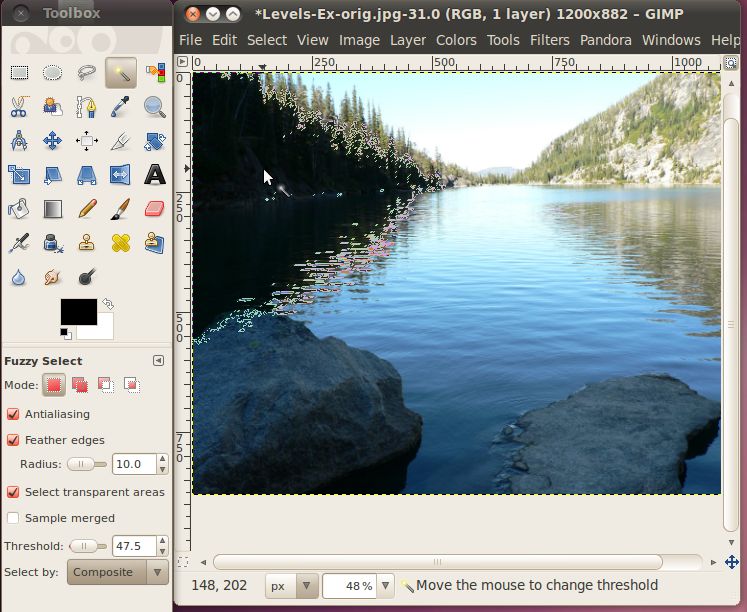 Toolbox
*Levels-Ex-orig.jpg-31.0 (RGB, 1 layer) 1200x882 – GIMP
File Edit Select View Image Layer Colors Tools Filters Pandora Windows Help
0 250 500 750 1000
0
250
500
750
Fuzzy Select
Mode:
Antialiasing
Feather edges
Radius: 10.0
Select transparent areas
Sample merged
Threshold: 47.5
Select by: Composite
148, 202 px 48% Move the mouse to change threshold